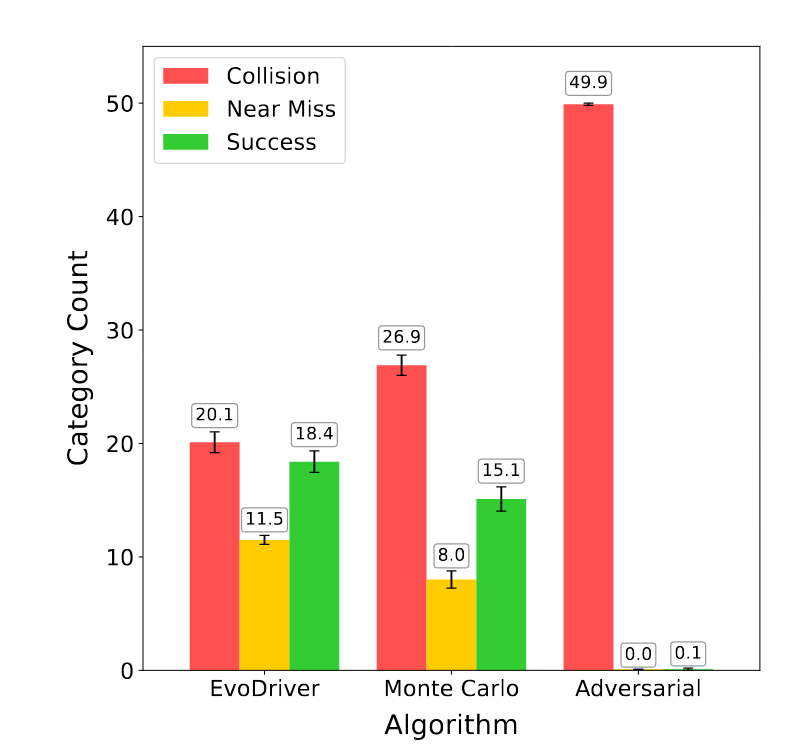 Collision
Near Miss
Success
Category Count
50
40
30
20
10
0
20.1
11.5
18.4
26.9
8.0
15.1
49.9
0.0
0.1
EvoDriver
Monte Carlo
Adversarial
Algorithm